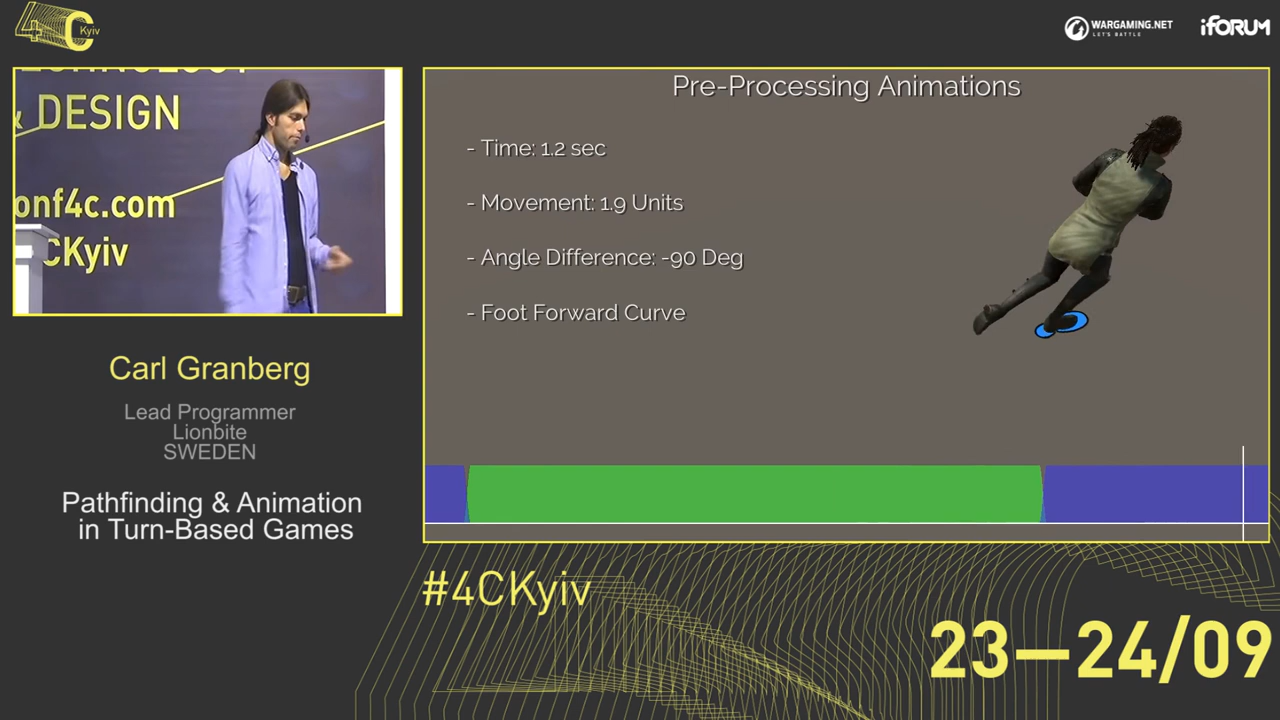 4C Kyiv
WARGAMING.NET
LET'S BATTLE
iFORUM
& DESIGN
onf4c.com
CKyiv
Carl Granberg
Lead Programmer
Lionbite
SWEDEN
Pathfinding & Animation
in Turn-Based Games
Pre-Processing Animations
- Time: 1.2 sec
- Movement: 1.9 Units
- Angle Difference: -90 Deg
- Foot Forward Curve
#4CKyiv
23—24/09